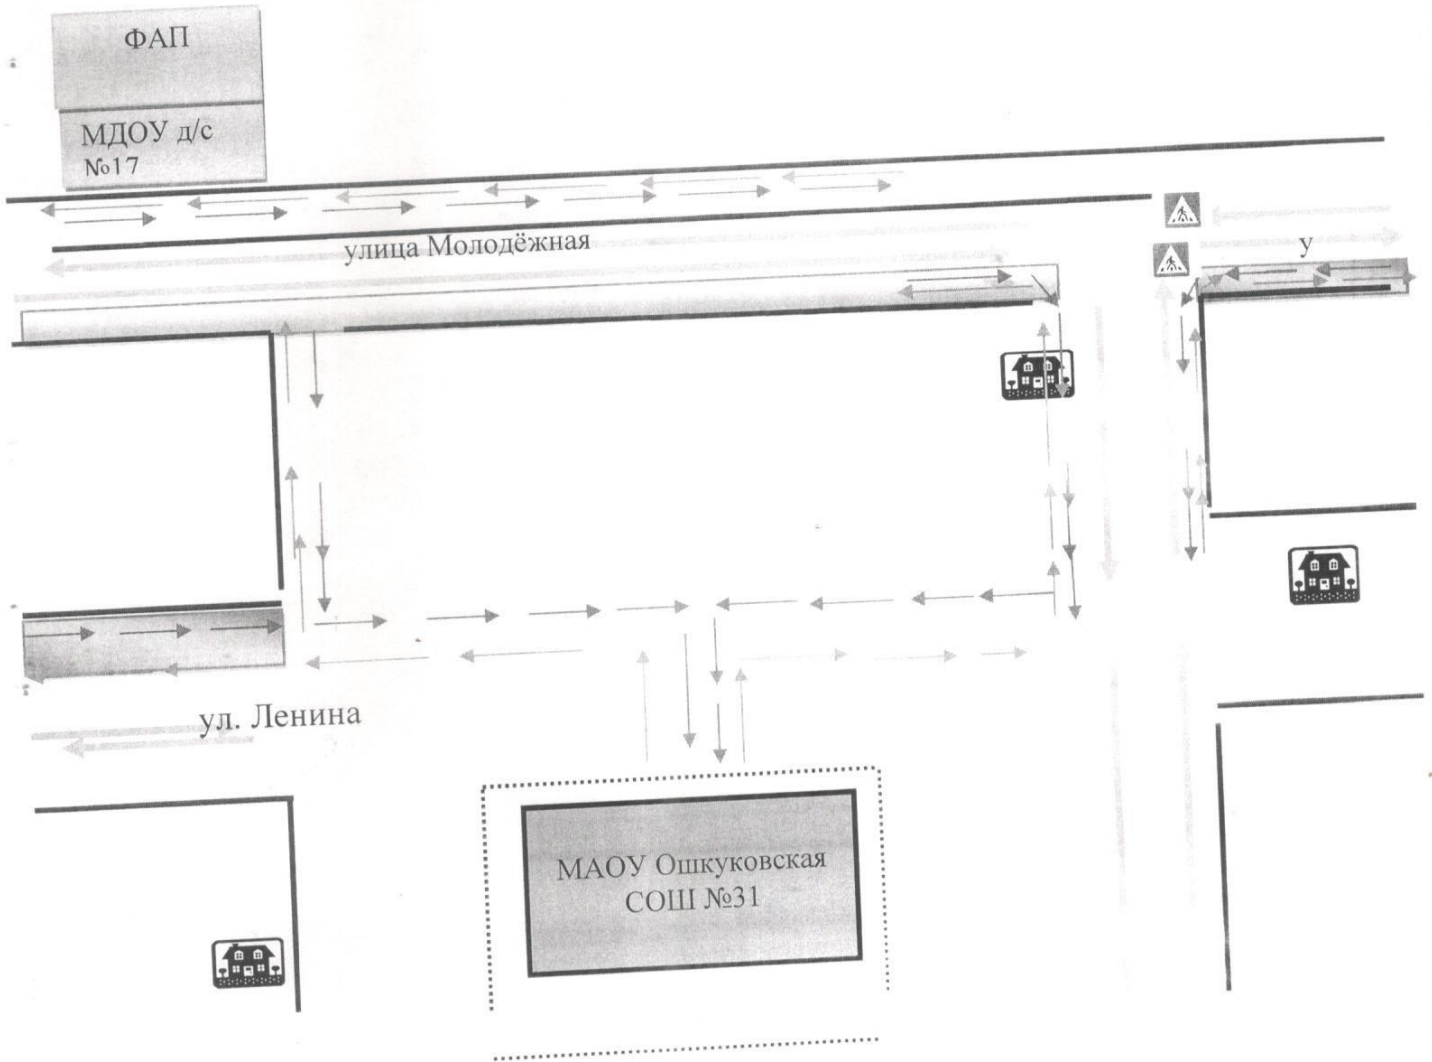 ФАП
МДОУ д/с
№17
улица Молодёжная
у
ул. Ленина
МАОУ Ошкуковская
СОШ №31